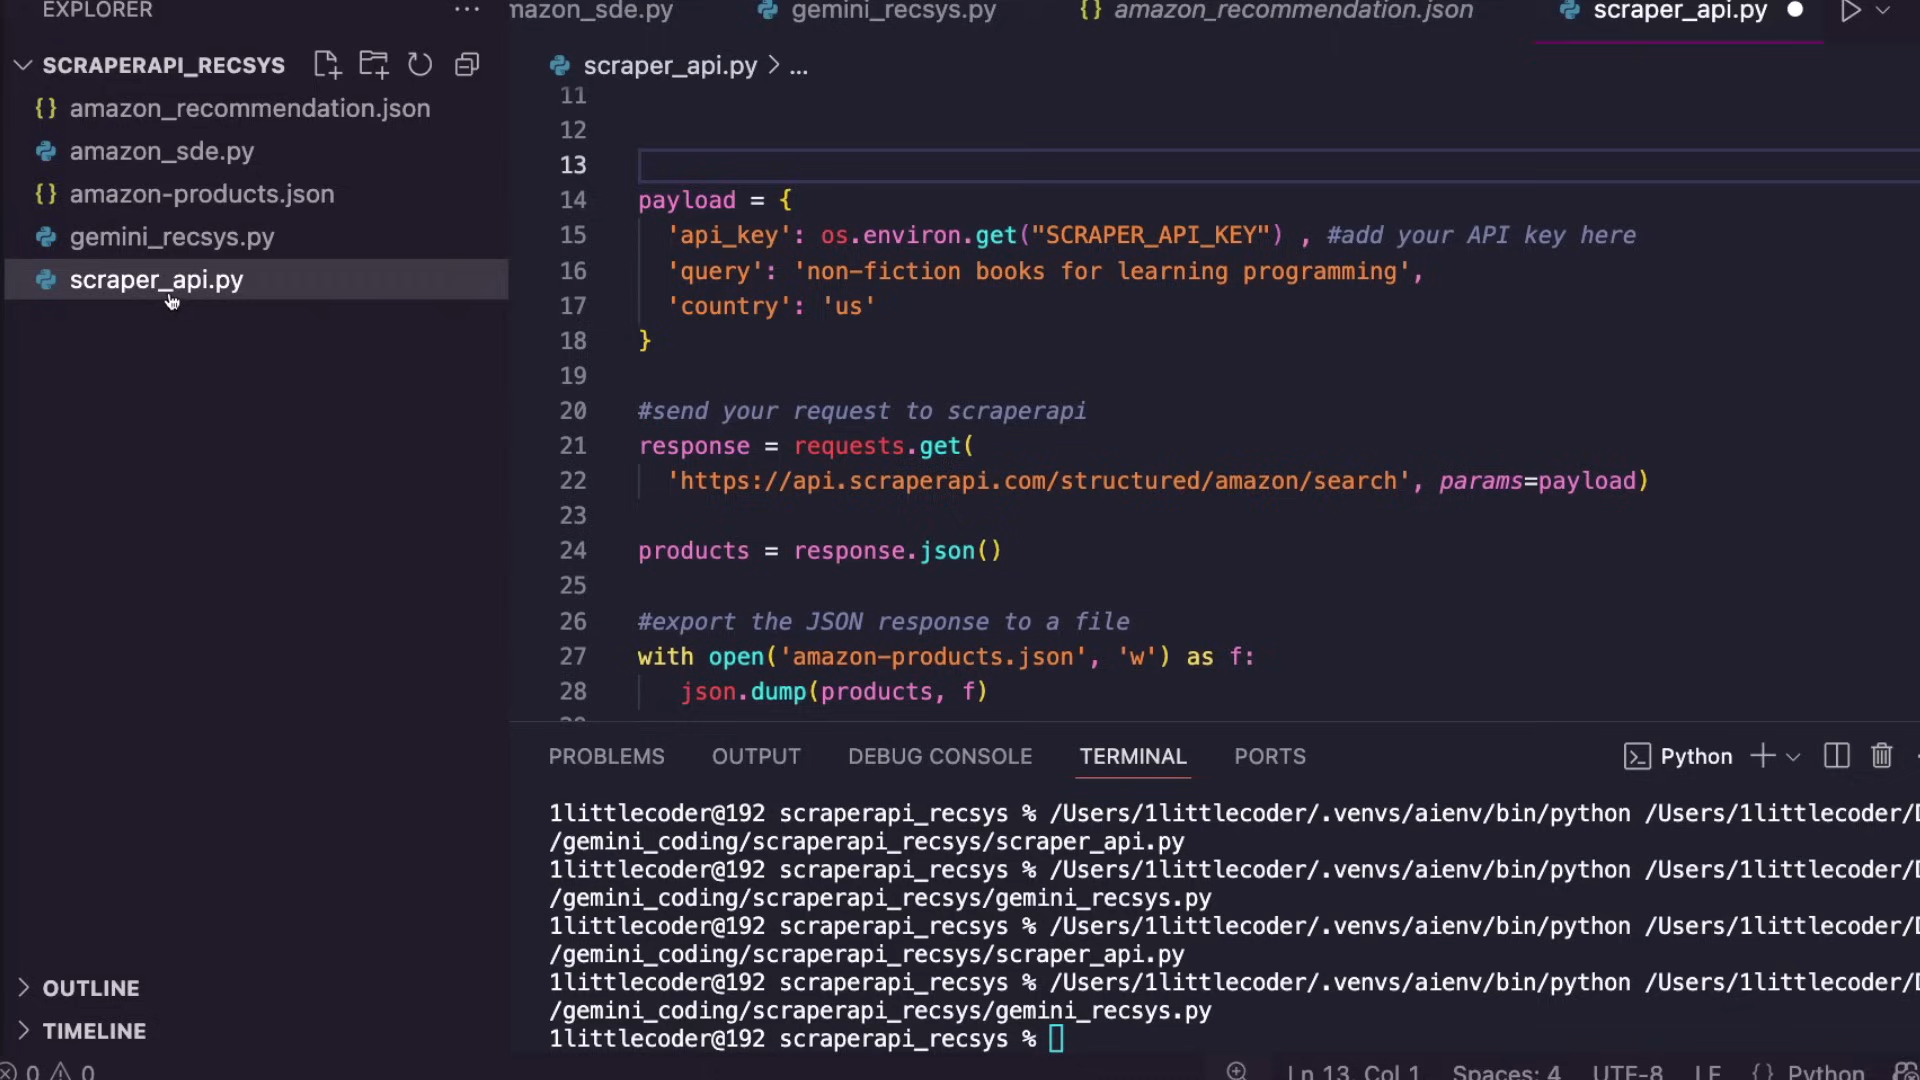 EXPLORER
mazon_sde.py
gemini_recsys.py
amazon_recommendation.json
scraper_api.py
SCRAPERAPI_RECSYS
amazon_recommendation.json
amazon_sde.py
amazon-products.json
gemini_recsys.py
scraper_api.py
OUTLINE
TIMELINE
scraper_api.py > ...
11
12
13
14 payload = {
15 'api_key': os.environ.get("SCRAPER_API_KEY") , #add your API key here
16 'query': 'non-fiction books for learning programming',
17 'country': 'us'
18 }
19
20 #send your request to scraperapi
21 response = requests.get(
22 'https://api.scraperapi.com/structured/amazon/search', params=payload)
23
24 products = response.json()
25
26 #export the JSON response to a file
27 with open('amazon-products.json', 'w') as f:
28 json.dump(products, f)
PROBLEMS OUTPUT DEBUG CONSOLE TERMINAL PORTS
Python
1littlecoder@192 scraperapi_recsys % /Users/1littlecoder/.venvs/aienv/bin/python /Users/1littlecoder/
/gemini_coding/scraperapi_recsys/scraper_api.py
1littlecoder@192 scraperapi_recsys % /Users/1littlecoder/.venvs/aienv/bin/python /Users/1littlecoder/
/gemini_coding/scraperapi_recsys/gemini_recsys.py
1littlecoder@192 scraperapi_recsys % /Users/1littlecoder/.venvs/aienv/bin/python /Users/1littlecoder/
/gemini_coding/scraperapi_recsys/scraper_api.py
1littlecoder@192 scraperapi_recsys % /Users/1littlecoder/.venvs/aienv/bin/python /Users/1littlecoder/
/gemini_coding/scraperapi_recsys/gemini_recsys.py
1littlecoder@192 scraperapi_recsys %
0 0
Ln 13, Col 1 Spaces: 4 UTF-8 LF {} Python